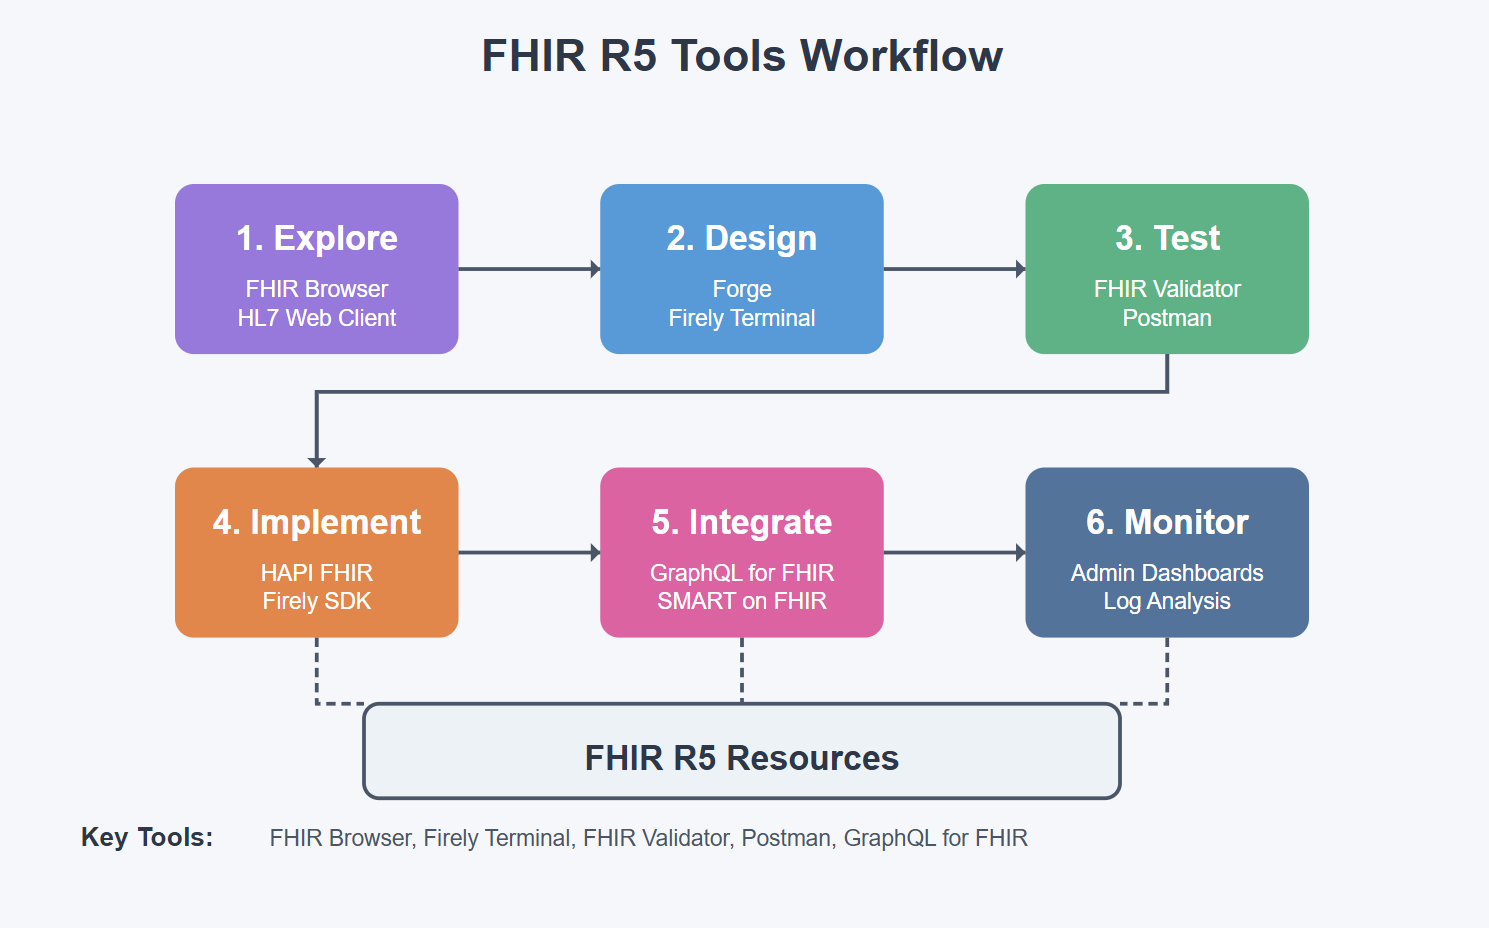 FHIR R5 Tools Workflow
1. Explore
FHIR Browser
HL7 Web Client
2. Design
Forge
Firely Terminal
3. Test
FHIR Validator
Postman
4. Implement
HAPI FHIR
Firely SDK
5. Integrate
GraphQL for FHIR
SMART on FHIR
6. Monitor
Admin Dashboards
Log Analysis
FHIR R5 Resources
Key Tools: FHIR Browser, Firely Terminal, FHIR Validator, Postman, GraphQL for FHIR